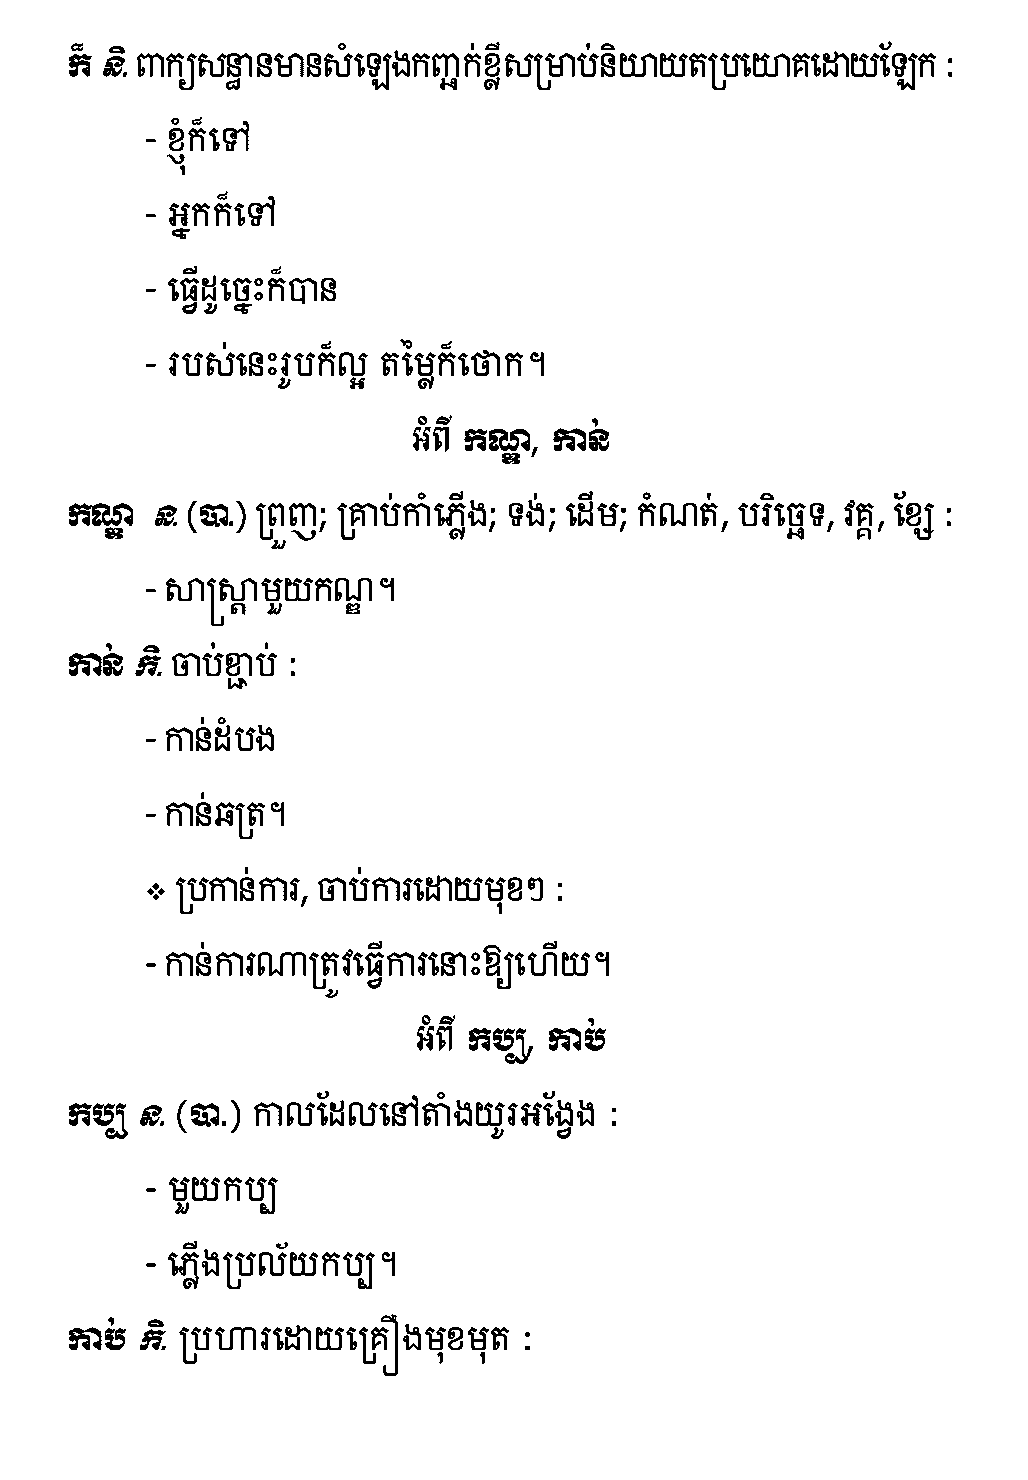 ក៏ និ. ពាក្យសន្ធានមានសំឡេងកញ្ឆក់ខ្លីសម្រាប់និយាយតប្រយោគដោយឡែក :
- ខ្ញុំក៏ទៅ
- អ្នកក៏ទៅ
- ធ្វើដូច្នេះក៏បាន
- របស់នេះរូបក៏ល្អ តម្លៃក៏ថោក។
អំពី កណ្ឌ, កាន់
កណ្ឌ ន. (បា.) ព្រួញ; គ្រាប់កាំភ្លើង; ទង់; ដើម; កំណត់, បរិច្ឆេទ, វគ្គ, ខ្សែ :
- សាស្ត្រាមួយកណ្ឌ។
កាន់ កិ. ចាប់ខ្ជាប់ :
- កាន់ដំបង
- កាន់ឆត្រ។
❖ ប្រកាន់ការ, ចាប់ការដោយមុខៗ :
- កាន់ការណាត្រូវធ្វើការនោះឱ្យហើយ។
អំពី កប្ប, កាប់
កប្ប ន. (បា.) កាលដែលនៅតាំងយូរអង្វែង :
- មួយកប្ប
- ភ្លើងប្រល័យកប្ប។
កាប់ កិ. ប្រហារដោយគ្រឿងមុខមុត :